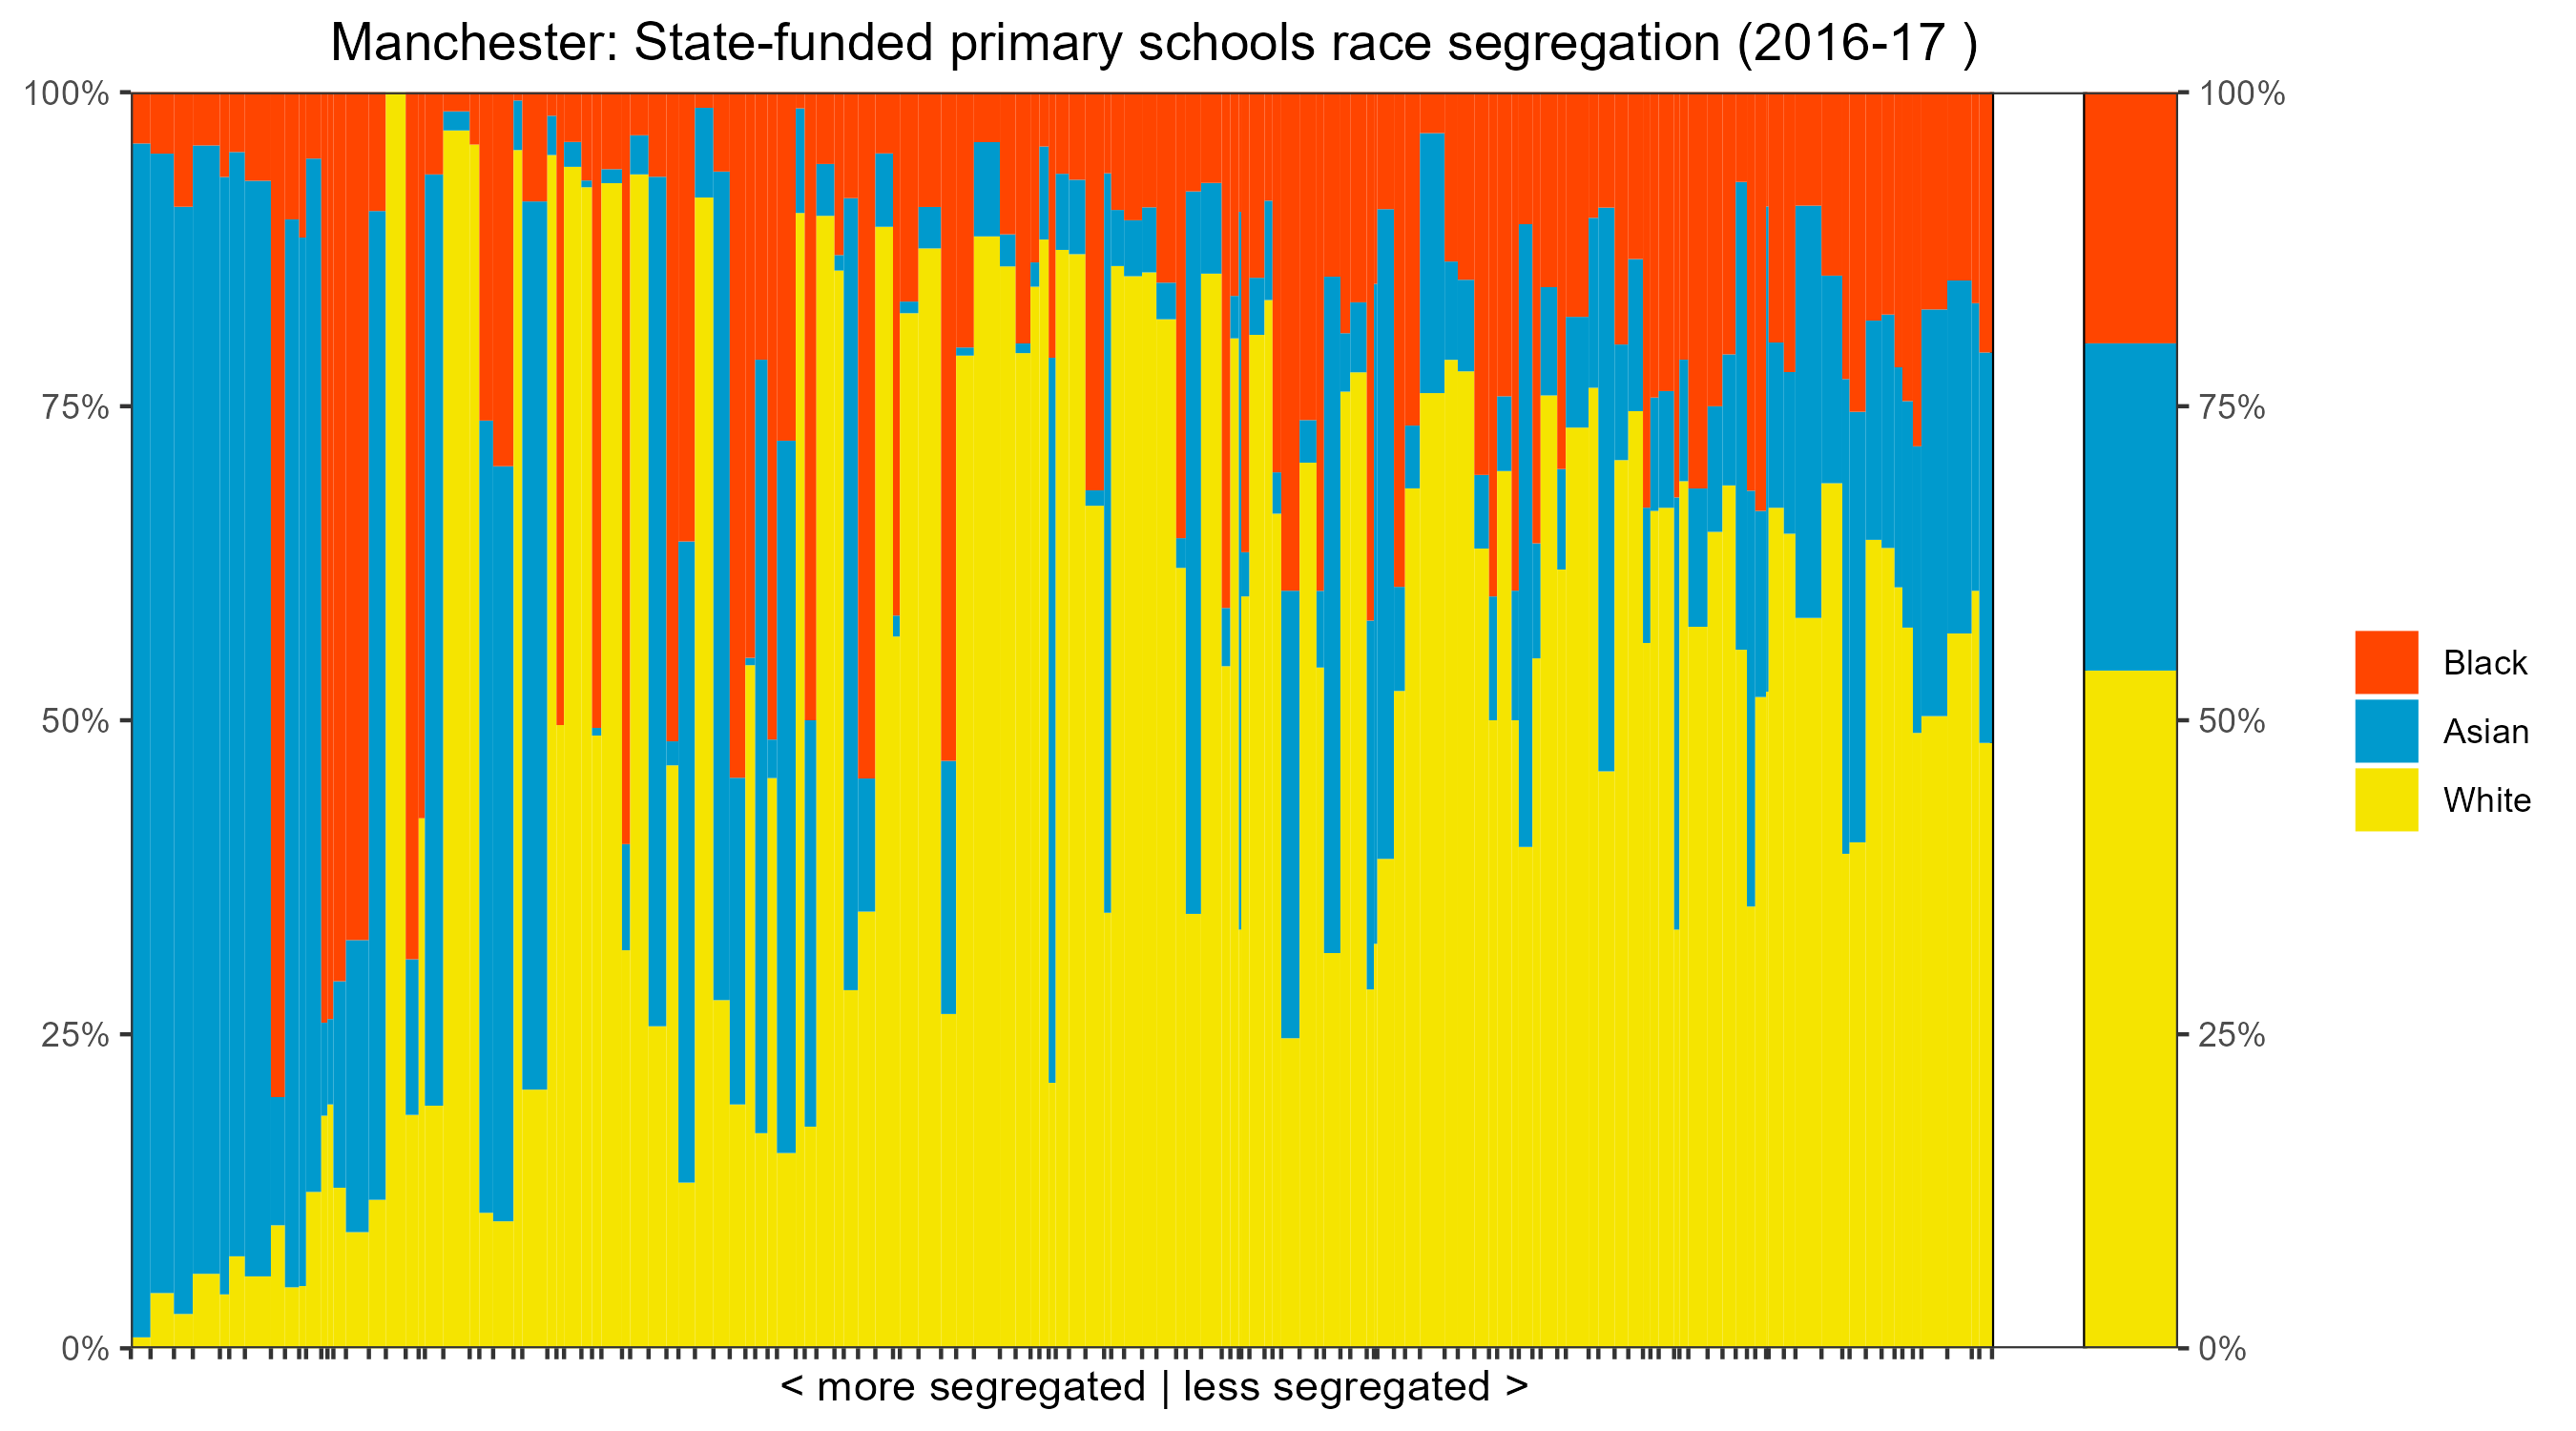 Manchester: State-funded primary schools race segregation (2016-17 )
100%
75%
50%
25%
0%
100%
75%
50%
25%
0%
Black
Asian
White
< more segregated | less segregated >